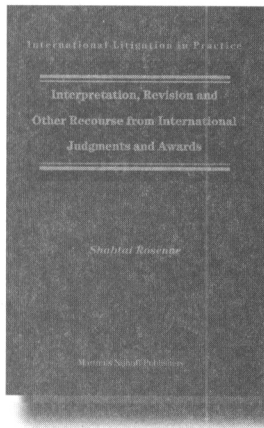 International Litigation in Practice
Interpretation, Revision and
Other Recourse from International
Judgments and Awards
Shabtai Rosenne
Martinus Nijhoff Publishers